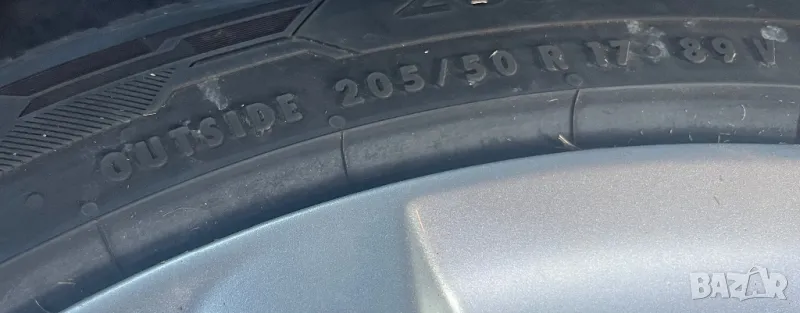 OUTSIDE 205/50 R 17 89 V
BAZAR